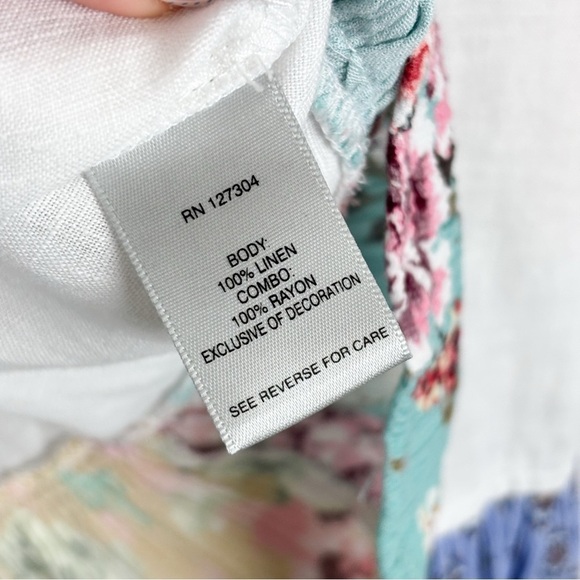 RN 127304
BODY:
100% LINEN
COMBO:
100% RAYON
EXCLUSIVE OF DECORATION
SEE REVERSE FOR CARE